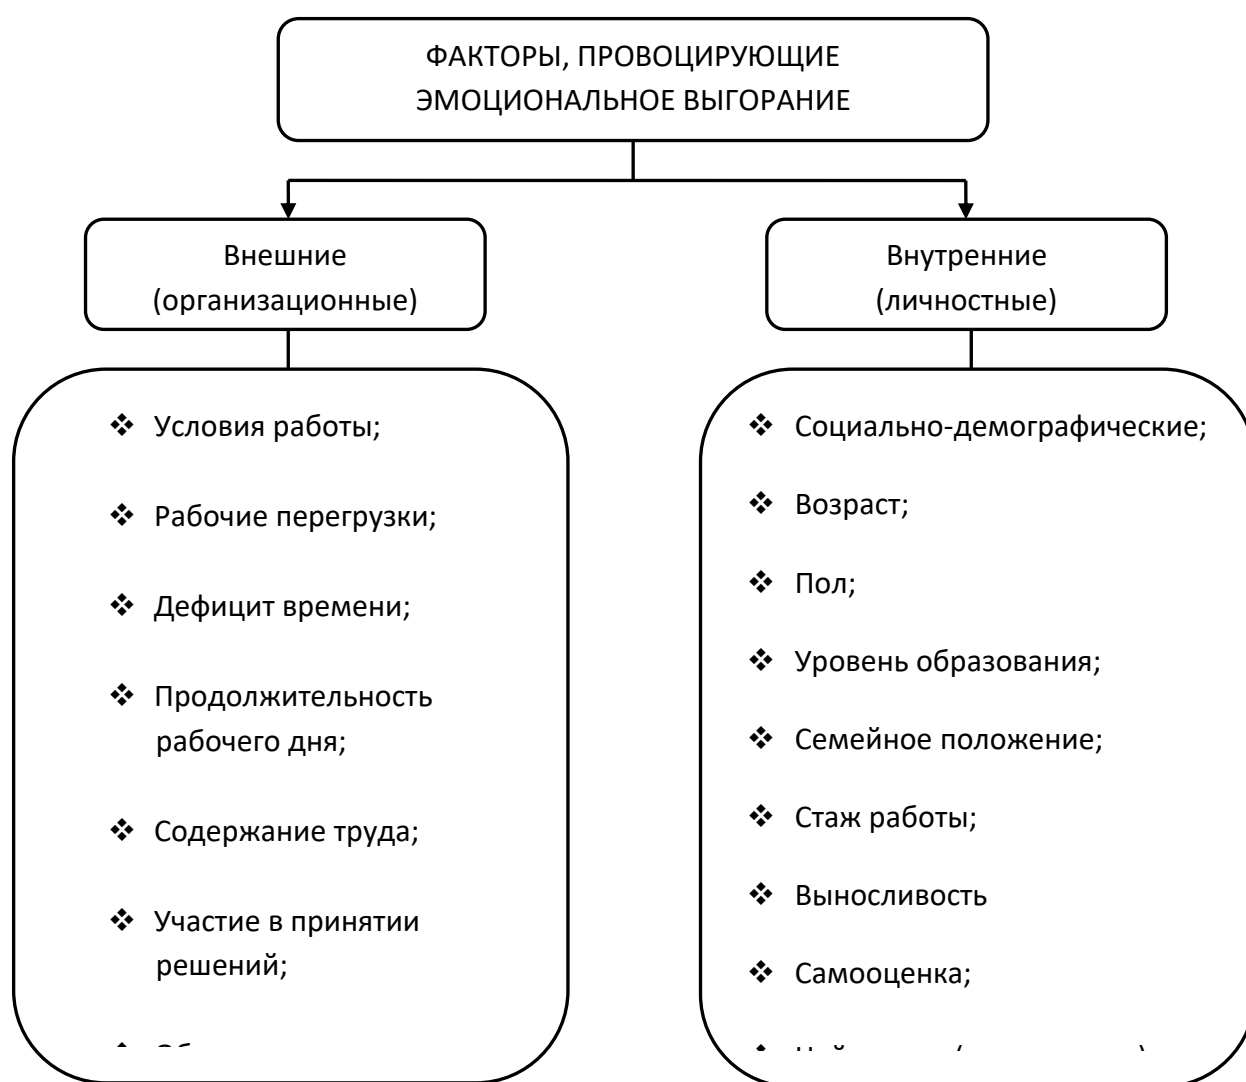 ФАКТОРЫ, ПРОВОЦИРУЮЩИЕ
ЭМОЦИОНАЛЬНОЕ ВЫГОРАНИЕ
Внешние
(организационные)
❖ Условия работы;
❖ Рабочие перегрузки;
❖ Дефицит времени;
❖ Продолжительность
рабочего дня;
❖ Содержание труда;
❖ Участие в принятии
решений;
Внутренние
(личностные)
❖ Социально-демографические;
❖ Возраст;
❖ Пол;
❖ Уровень образования;
❖ Семейное положение;
❖ Стаж работы;
❖ Выносливость
❖ Самооценка;